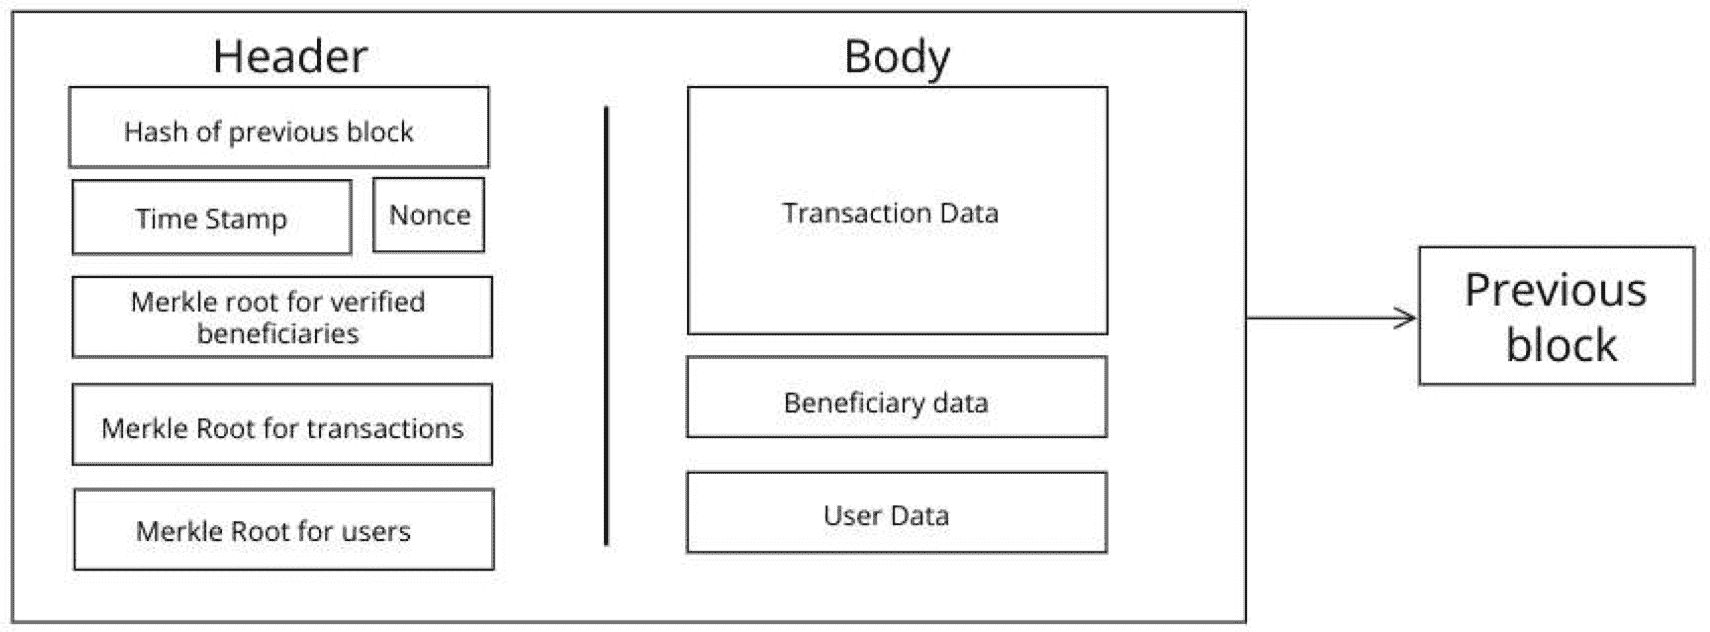 Header
Hash of previous block
Time Stamp
Nonce
Merkle root for verified
beneficiaries
Merkle Root for transactions
Merkle Root for users
Body
Transaction Data
Beneficiary data
User Data
Previous
block